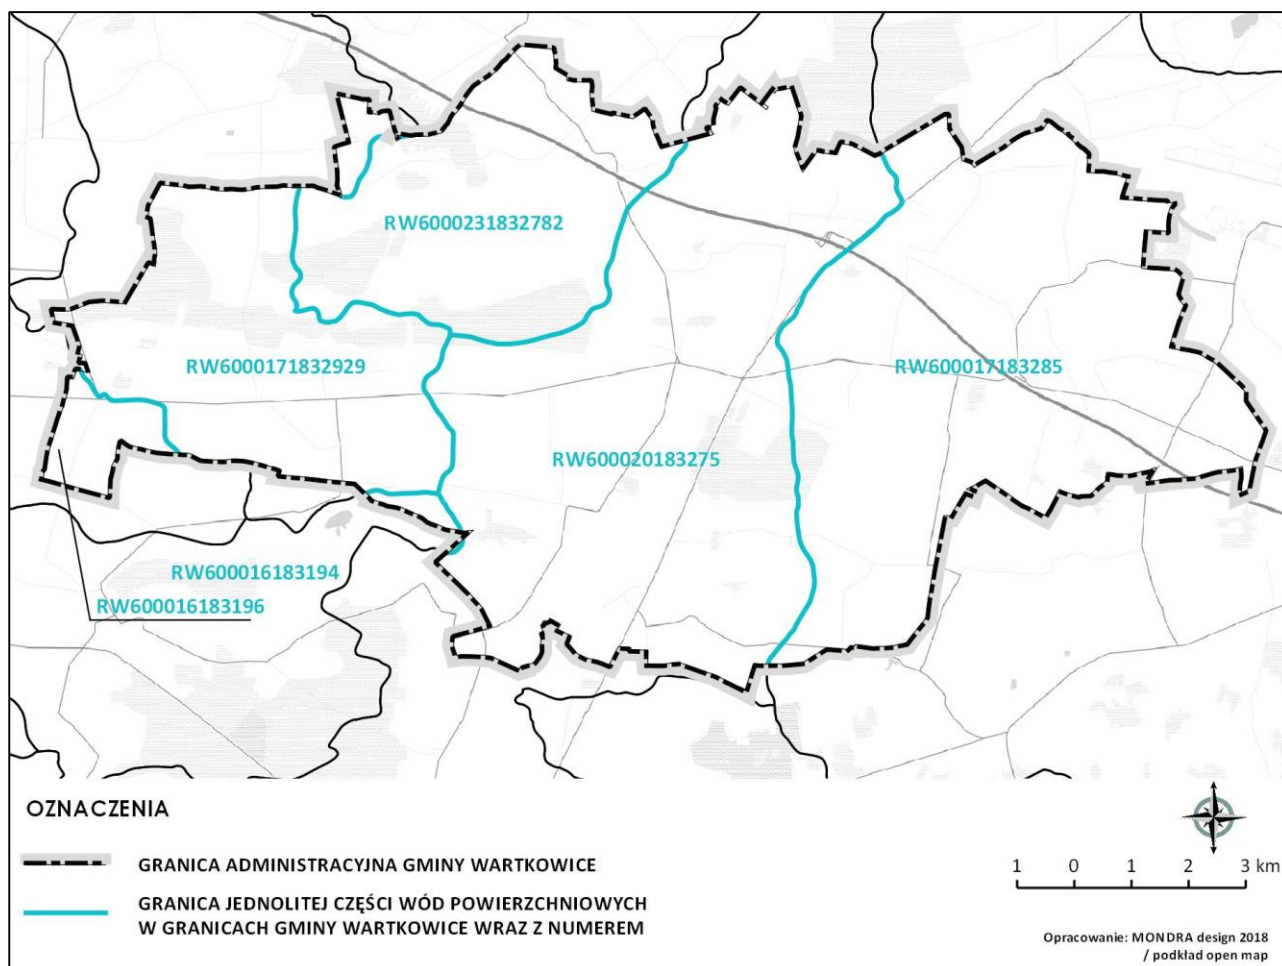 RW6000231832782
RW6000171832929
RW600017183285
RW600020183275
RW600016183194
RW600016183196
OZNACZENIA
GRANICA ADMINISTRACYJNA GMINY WARTKOWICE
GRANICA JEDNOLITEJ CZĘŚCI WÓD POWIERZCHNIOWYCH
W GRANICACH GMINY WARTKOWICE WRAZ Z NUMEREM
1 0 1 2 3 km
Opracowanie: MONDRA design 2018
/ podkład open map